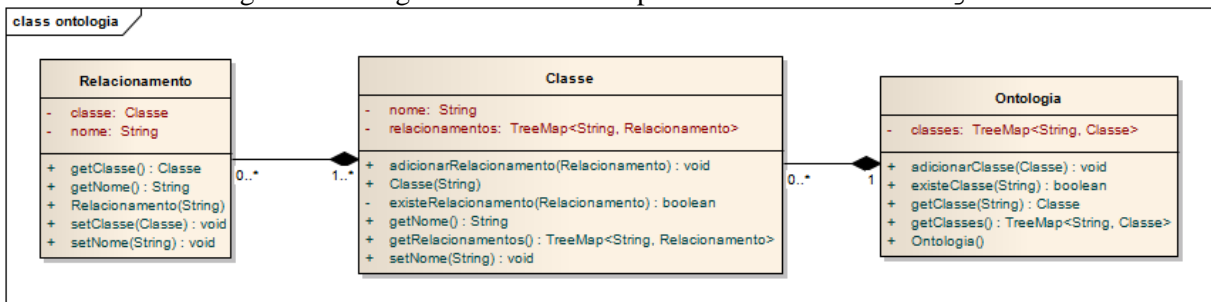 class ontologia
Relacionamento
- classe: Classe
- nome: String
+ getClasse() : Classe
+ getNome() : String
+ Relacionamento(String)
+ setClasse(Classe) : void
+ setNome(String) : void
0..*
1..*
Classe
- nome: String
- relacionamentos: TreeMap<String, Relacionamento>
+ adicionarRelacionamento(Relacionamento) : void
+ Classe(String)
- existeRelacionamento(Relacionamento) : boolean
+ getNome() : String
+ getRelacionamentos() : TreeMap<String, Relacionamento>
+ setNome(String) : void
0..*
1
Ontologia
- classes: TreeMap<String, Classe>
+ adicionarClasse(Classe) : void
+ existeClasse(String) : boolean
+ getClasse(String) : Classe
+ getClasses() : TreeMap<String, Classe>
+ Ontologia()